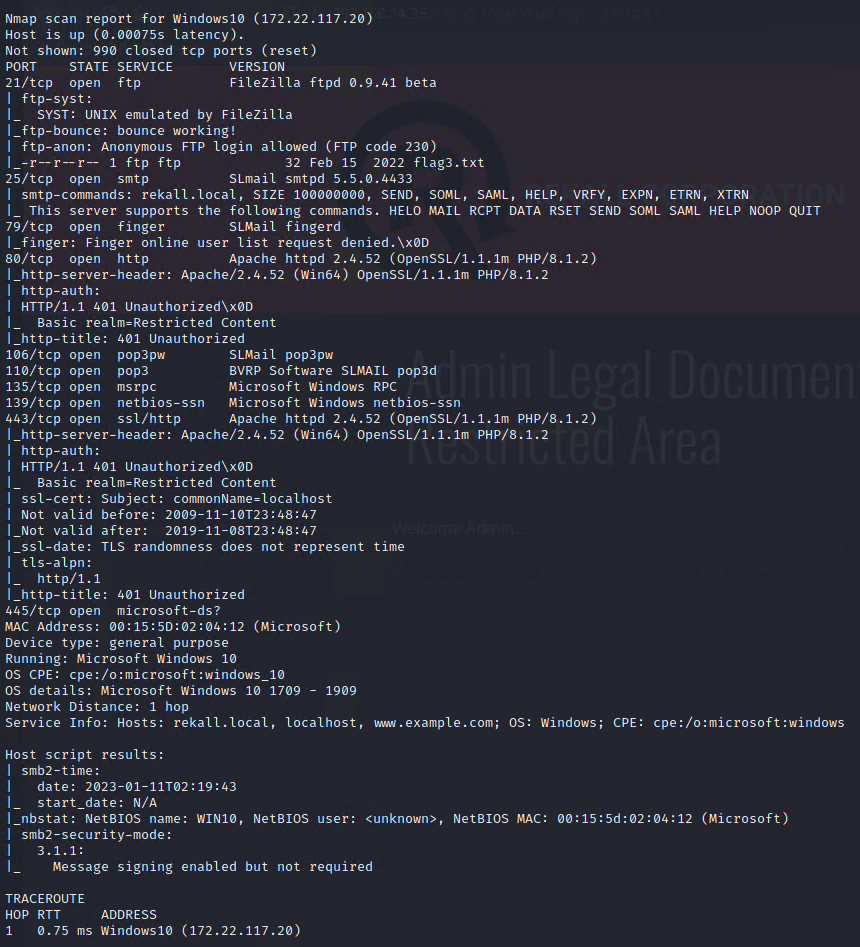 Nmap scan report for Windows10 (172.22.117.20)
Host is up (0.00075s latency).
Not shown: 990 closed tcp ports (reset)
PORT    STATE SERVICE      VERSION
21/tcp  open  ftp          FileZilla ftpd 0.9.41 beta
| ftp-syst:
|_  SYST: UNIX emulated by FileZilla
|_ftp-bounce: bounce working!
| ftp-anon: Anonymous FTP login allowed (FTP code 230)
|_-r--r--r-- 1 ftp ftp             32 Feb 15  2022 flag3.txt
25/tcp  open  smtp         SLmail smtpd 5.5.0.4433
| smtp-commands: rekall.local, SIZE 100000000, SEND, SOML, SAML, HELP, VRFY, EXPN, ETRN, XTRN
|_ This server supports the following commands. HELO MAIL RCPT DATA RSET SEND SOML SAML HELP NOOP QUIT
79/tcp  open  finger       SLMail fingerd
|_finger: Finger online user list request denied.\x0D
80/tcp  open  http         Apache httpd 2.4.52 (OpenSSL/1.1.1m PHP/8.1.2)
|_http-server-header: Apache/2.4.52 (Win64) OpenSSL/1.1.1m PHP/8.1.2
| http-auth:
| HTTP/1.1 401 Unauthorized\x0D
|_  Basic realm=Restricted Content
|_http-title: 401 Unauthorized
106/tcp open  pop3pw       SLMail pop3pw
110/tcp open  pop3         BVRP Software SLMAIL pop3d
135/tcp open  msrpc        Microsoft Windows RPC
139/tcp open  netbios-ssn  Microsoft Windows netbios-ssn
443/tcp open  ssl/http     Apache httpd 2.4.52 (OpenSSL/1.1.1m PHP/8.1.2)
|_http-server-header: Apache/2.4.52 (Win64) OpenSSL/1.1.1m PHP/8.1.2
| http-auth:
| HTTP/1.1 401 Unauthorized\x0D
|_  Basic realm=Restricted Content
| ssl-cert: Subject: commonName=localhost
| Not valid before: 2009-11-10T23:48:47
|_Not valid after:  2019-11-08T23:48:47
|_ssl-date: TLS randomness does not represent time
| tls-alpn:
|_  http/1.1
|_http-title: 401 Unauthorized
445/tcp open  microsoft-ds?
MAC Address: 00:15:5D:02:04:12 (Microsoft)
Device type: general purpose
Running: Microsoft Windows 10
OS CPE: cpe:/o:microsoft:windows_10
OS details: Microsoft Windows 10 1709 - 1909
Network Distance: 1 hop
Service Info: Hosts: rekall.local, localhost, www.example.com; OS: Windows; CPE: cpe:/o:microsoft:windows
Host script results:
| smb2-time:
|   date: 2023-01-11T02:19:43
|_  start_date: N/A
|_nbstat: NetBIOS name: WIN10, NetBIOS user: <unknown>, NetBIOS MAC: 00:15:5d:02:04:12 (Microsoft)
| smb2-security-mode:
|   3.1.1:
|_    Message signing enabled but not required
TRACEROUTE
HOP RTT     ADDRESS
1   0.75 ms Windows10 (172.22.117.20)
Admin Legal Documen
Restricted Area
Welcome Admin...